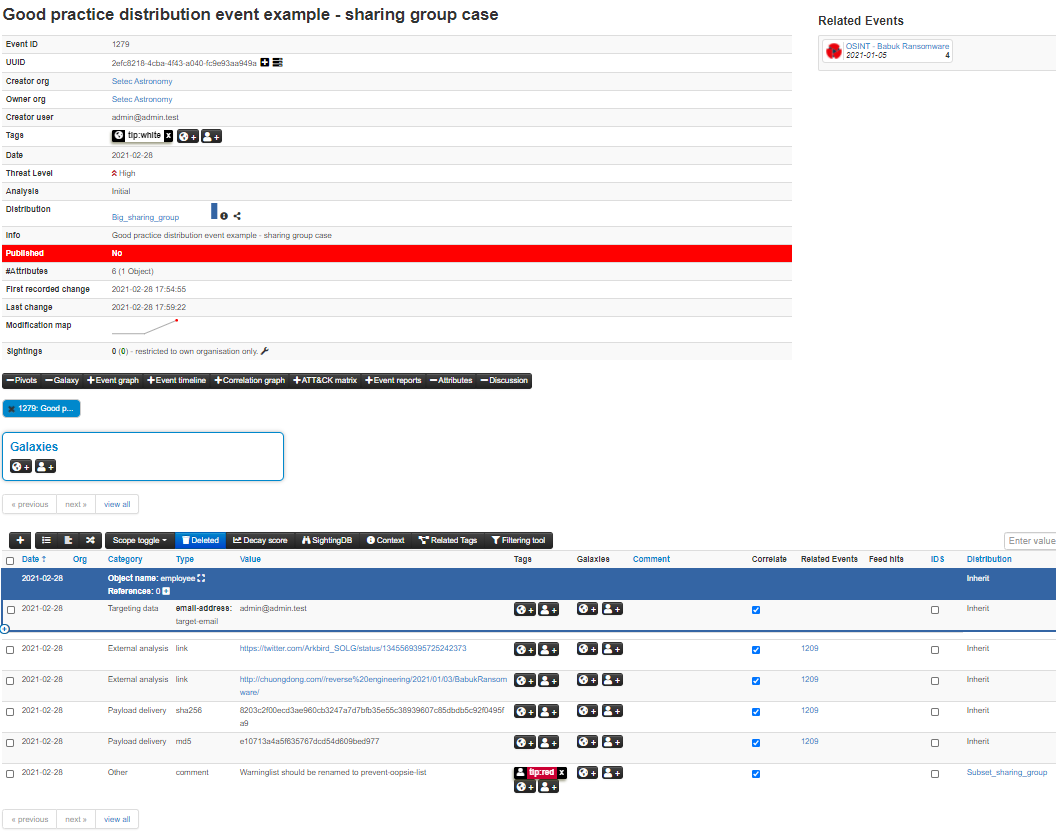 Good practice distribution event example - sharing group case
Related Events
OSINT - Babuk Ransomware
2021-01-05 4
Event ID 1279
UUID 2efc8218-4cba-4f43-a040-fc9e93aa949a
Creator org Setec Astronomy
Owner org Setec Astronomy
Creator user admin@admin.test
Tags tlp:white x + +
Date 2021-02-28
Threat Level High
Analysis Initial
Distribution Big_sharing_group
Info Good practice distribution event example - sharing group case
Published No
#Attributes 6 (1 Object)
First recorded change 2021-02-28 17:54:55
Last change 2021-02-28 17:59:22
Modification map
Sightings 0 (0) - restricted to own organisation only.
Pivots Galaxy Event graph Event timeline Correlation graph ATT&CK matrix Event reports Attributes Discussion
1279: Good p...
Galaxies
+ +
« previous next » view all
Scope toggle Deleted Decay score SightingDB Context Related Tags Filtering tool Enter value
Date Org Category Type Value Tags Galaxies Comment Correlate Related Events Feed hits IDS Distribution
2021-02-28 Object name: employee Inherit
References: 0
2021-02-28 Targeting data email-address: admin@admin.test + + + + Inherit
target-email
2021-02-28 External analysis link https://twitter.com/Arkbird_SOLG/status/1345569395725242373 + + + + 1209 Inherit
2021-02-28 External analysis link http://chuongdong.com//reverse%20engineering/2021/01/03/BabukRansom + + + + 1209 Inherit
ware/
2021-02-28 Payload delivery sha256 8203c2f00ecd3ae960cb3247a7d7bfb35e55c38939607c85dbdb5c92f0495f + + + + 1209 Inherit
a9
2021-02-28 Payload delivery md5 e10713a4a5f635767dcd54d609bed977 + + + + 1209 Inherit
2021-02-28 Other comment Warninglist should be renamed to prevent-oopsie-list tlp:red x + + Subset_sharing_group
+ +
« previous next » view all